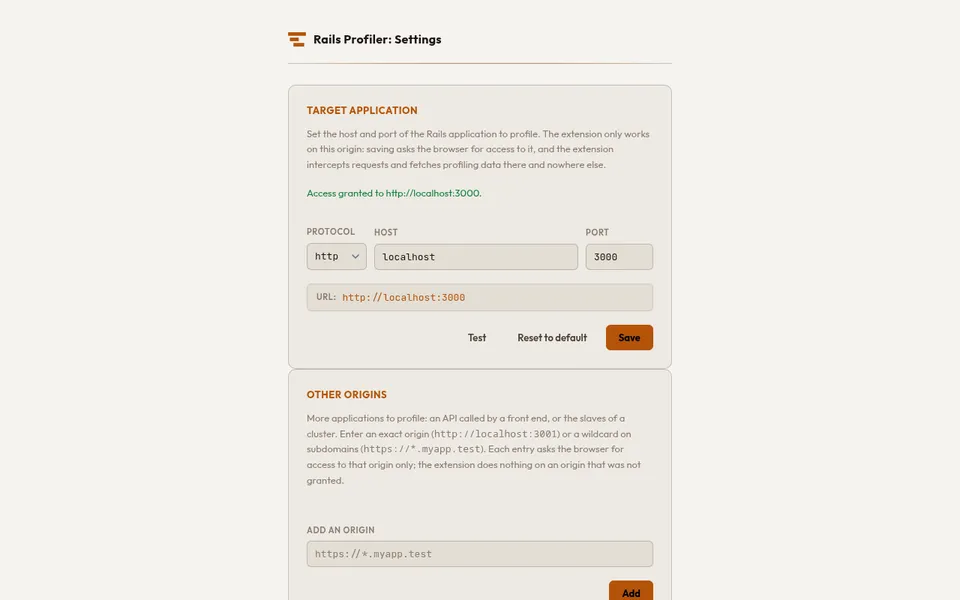 Rails Profiler: Settings
TARGET APPLICATION
Set the host and port of the Rails application to profile. The extension only works
on this origin: saving asks the browser for access to it, and the extension
intercepts requests and fetches profiling data there and nowhere else.
Access granted to http://localhost:3000.
PROTOCOL HOST PORT
http localhost 3000
URL: http://localhost:3000
Test Reset to default Save
OTHER ORIGINS
More applications to profile: an API called by a front end, or the slaves of a
cluster. Enter an exact origin (http://localhost:3001) or a wildcard on
subdomains (https://*.myapp.test). Each entry asks the browser for
access to that origin only; the extension does nothing on an origin that was not
granted.
ADD AN ORIGIN
https://*.myapp.test
Add